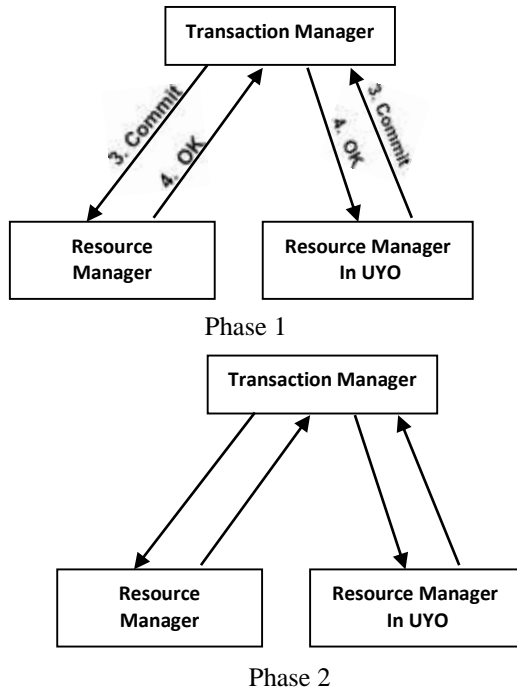 Transaction Manager
3. Commit
4. OK
4. OK
3. Commit
Resource
Manager
Resource Manager
In UYO
Phase 1
Transaction Manager
Resource
Manager
Resource Manager
In UYO
Phase 2